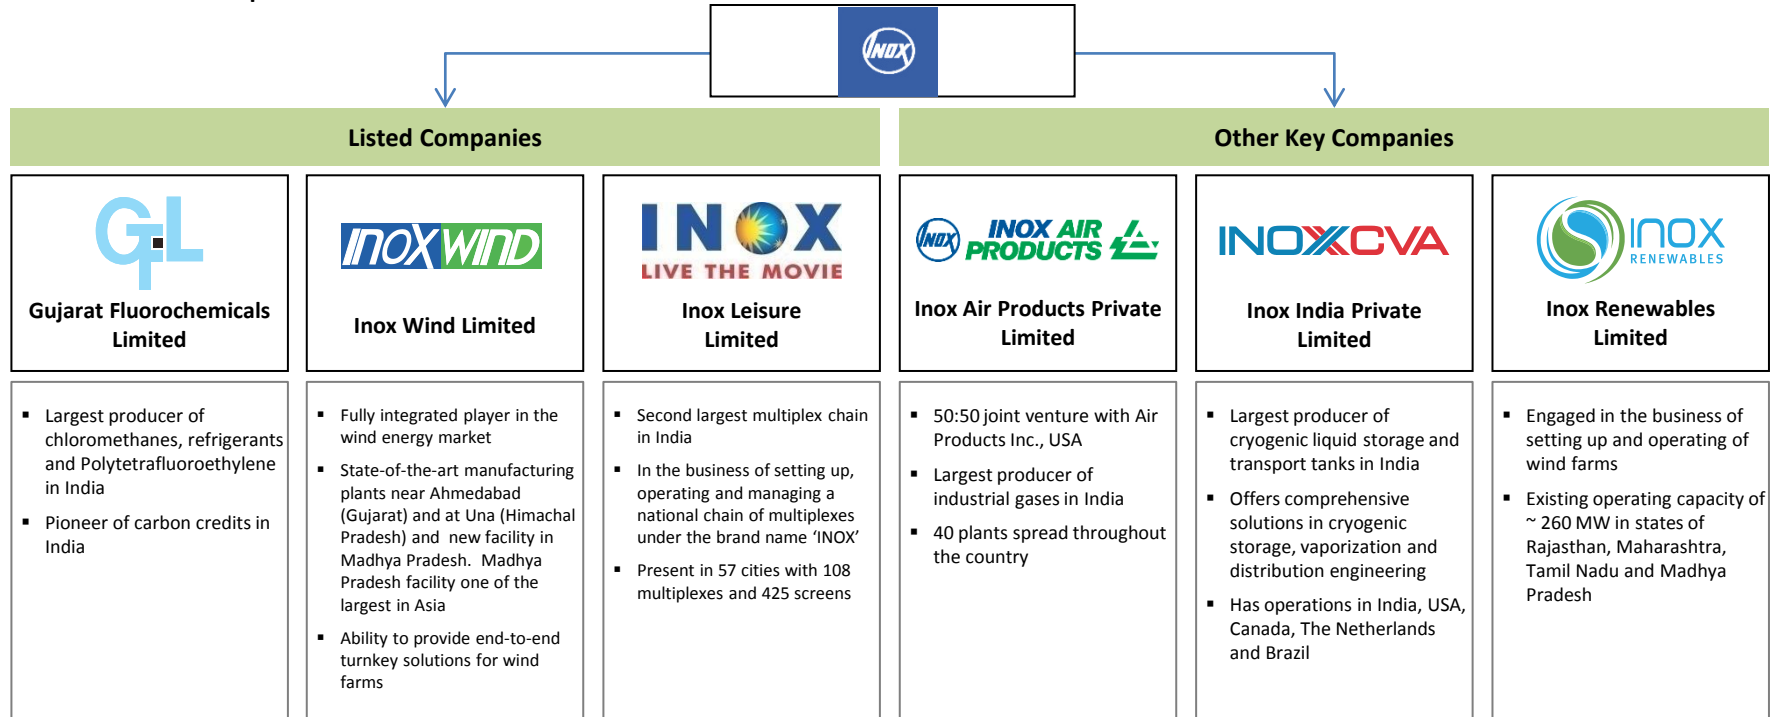 INOX
Listed Companies
Other Key Companies
GFL
Gujarat Fluorochemicals
Limited
INOXWIND
Inox Wind Limited
INOX
LIVE THE MOVIE
Inox Leisure
Limited
INOX
INOX AIR
PRODUCTS
Inox Air Products Private
Limited
INOXCVA
Inox India Private
Limited
INOX
RENEWABLES
Inox Renewables
Limited
▪ Largest producer of
chloromethanes, refrigerants
and Polytetrafluoroethylene
in India
▪ Pioneer of carbon credits in
India
▪ Fully integrated player in the
wind energy market
▪ State-of-the-art manufacturing
plants near Ahmedabad
(Gujarat) and at Una (Himachal
Pradesh) and new facility in
Madhya Pradesh. Madhya
Pradesh facility one of the
largest in Asia
▪ Ability to provide end-to-end
turnkey solutions for wind
farms
▪ Second largest multiplex chain
in India
▪ In the business of setting up,
operating and managing a
national chain of multiplexes
under the brand name ‘INOX’
▪ Present in 57 cities with 108
multiplexes and 425 screens
▪ 50:50 joint venture with Air
Products Inc., USA
▪ Largest producer of
industrial gases in India
▪ 40 plants spread throughout
the country
▪ Largest producer of
cryogenic liquid storage and
transport tanks in India
▪ Offers comprehensive
solutions in cryogenic
storage, vaporization and
distribution engineering
▪ Has operations in India, USA,
Canada, The Netherlands
and Brazil
▪ Engaged in the business of
setting up and operating of
wind farms
▪ Existing operating capacity of
~ 260 MW in states of
Rajasthan, Maharashtra,
Tamil Nadu and Madhya
Pradesh